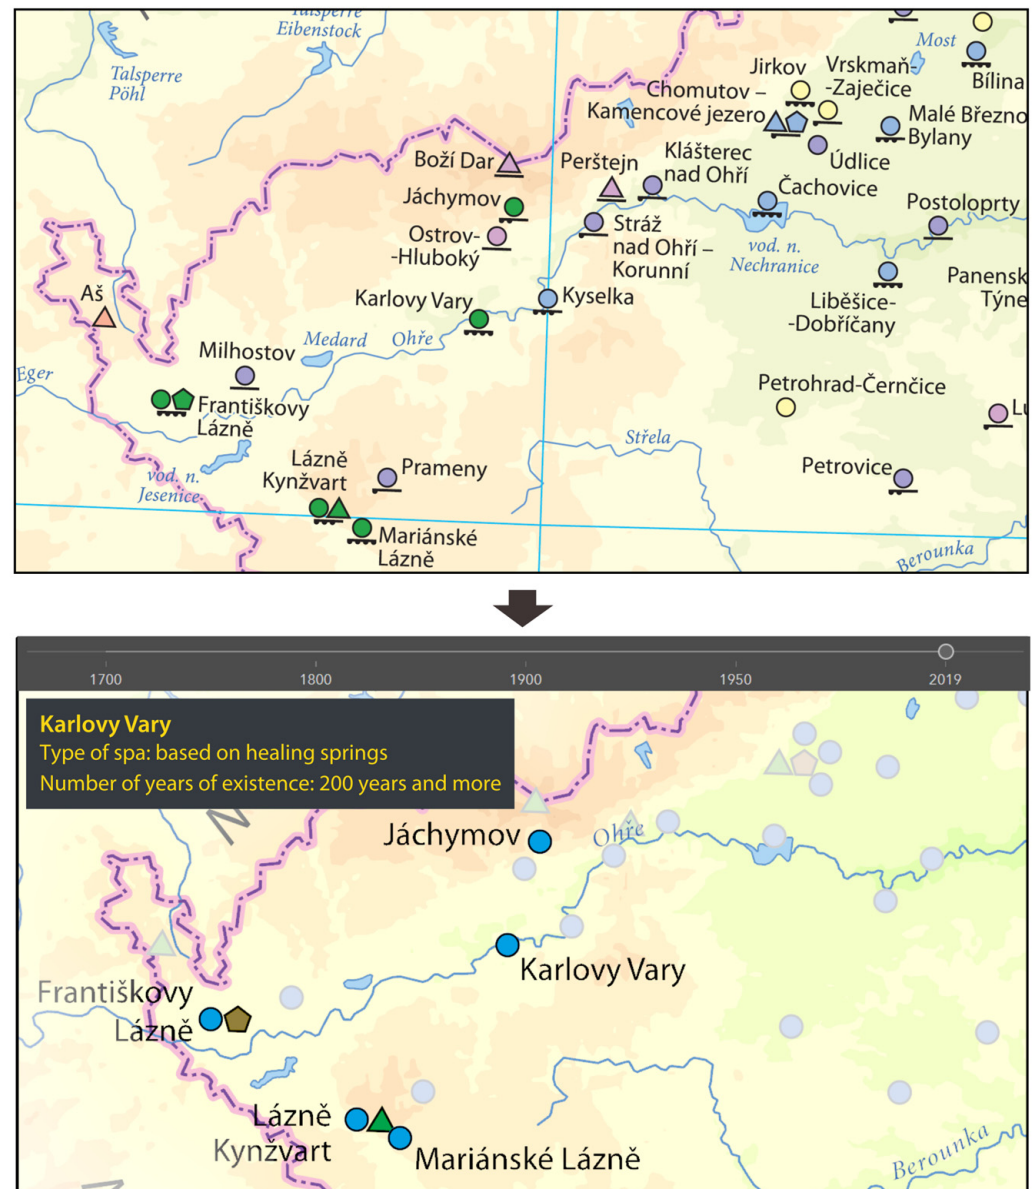 Talsperre
Eibenstock
Talsperre
Pöhl
Most
Jirkov
Vrskmaň-
-Zaječice
Bílina
Chomutov –
Kamencové jezero
Malé Březno
Bylany
Údlice
Boží Dar
Perštejn
Klášterec
nad Ohří
Čachovice
Jáchymov
Postoloprty
Ostrov-
-Hluboký
Stráž
nad Ohří –
Korunní
vod. n.
Nechranice
Panensk
Týne
Aš
Karlovy Vary
Kyselka
Liběšice-
-Dobříčany
Medard
Ohře
Milhostov
Eger
Petrohrad-Černčice
Františkovy
Lázně
Lu
Střela
Lázně
Kynžvart
Prameny
Petrovice
vod. n.
Jesenice
Mariánské
Lázně
Berounka
1700 1800 1900 1950 2019
Karlovy Vary
Type of spa: based on healing springs
Number of years of existence: 200 years and more
N
Jáchymov
Ohře
Karlovy Vary
Františkovy
Lázně
Lázně
Kynžvart
Mariánské Lázně
Berounka